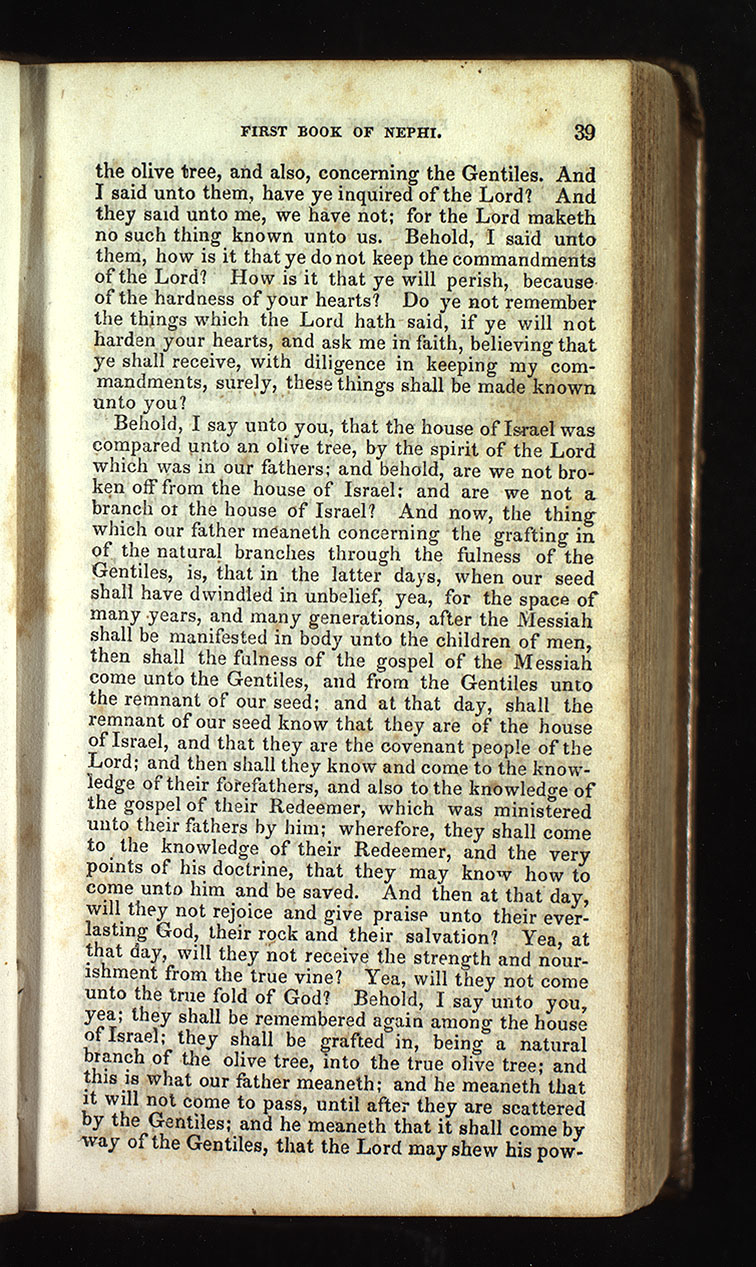 FIRST BOOK OF NEPHI. 39
the olive tree, and also, concerning the Gentiles. And
I said unto them, have ye inquired of the Lord? And
they said unto me, we have not; for the Lord maketh
no such thing known unto us. Behold, I said unto
them, how is it that ye do not keep the commandments
of the Lord? How is it that ye will perish, because
of the hardness of your hearts? Do ye not remember
the things which the Lord hath said, if ye will not
harden your hearts, and ask me in faith, believing that
ye shall receive, with diligence in keeping my com-
mandments, surely, these things shall be made known
unto you?
Behold, I say unto you, that the house of Israel was
compared unto an olive tree, by the spirit of the Lord
which was in our fathers; and behold, are we not bro-
ken off from the house of Israel: and are we not a
branch of the house of Israel? And now, the thing
which our father meaneth concerning the grafting in
of the natural branches through the fulness of the
Gentiles, is, that in the latter days, when our seed
shall have dwindled in unbelief, yea, for the space of
many years, and many generations, after the Messiah
shall be manifested in body unto the children of men,
then shall the fulness of the gospel of the Messiah
come unto the Gentiles, and from the Gentiles unto
the remnant of our seed; and at that day, shall the
remnant of our seed know that they are of the house
of Israel, and that they are the covenant people of the
Lord; and then shall they know and come to the know-
ledge of their forefathers, and also to the knowledge of
the gospel of their Redeemer, which was ministered
unto their fathers by him; wherefore, they shall come
to the knowledge of their Redeemer, and the very
points of his doctrine, that they may know how to
come unto him and be saved. And then at that day,
will they not rejoice and give praise unto their ever-
lasting God, their rock and their salvation? Yea, at
that day, will they not receive the strength and nour-
ishment from the true vine? Yea, will they not come
unto the true fold of God? Behold, I say unto you,
yea; they shall be remembered again among the house
of Israel; they shall be grafted in, being a natural
branch of the olive tree, into the true olive tree; and
this is what our father meaneth; and he meaneth that
it will not come to pass, until after they are scattered
by the Gentiles; and he meaneth that it shall come by
way of the Gentiles, that the Lord may shew his pow-